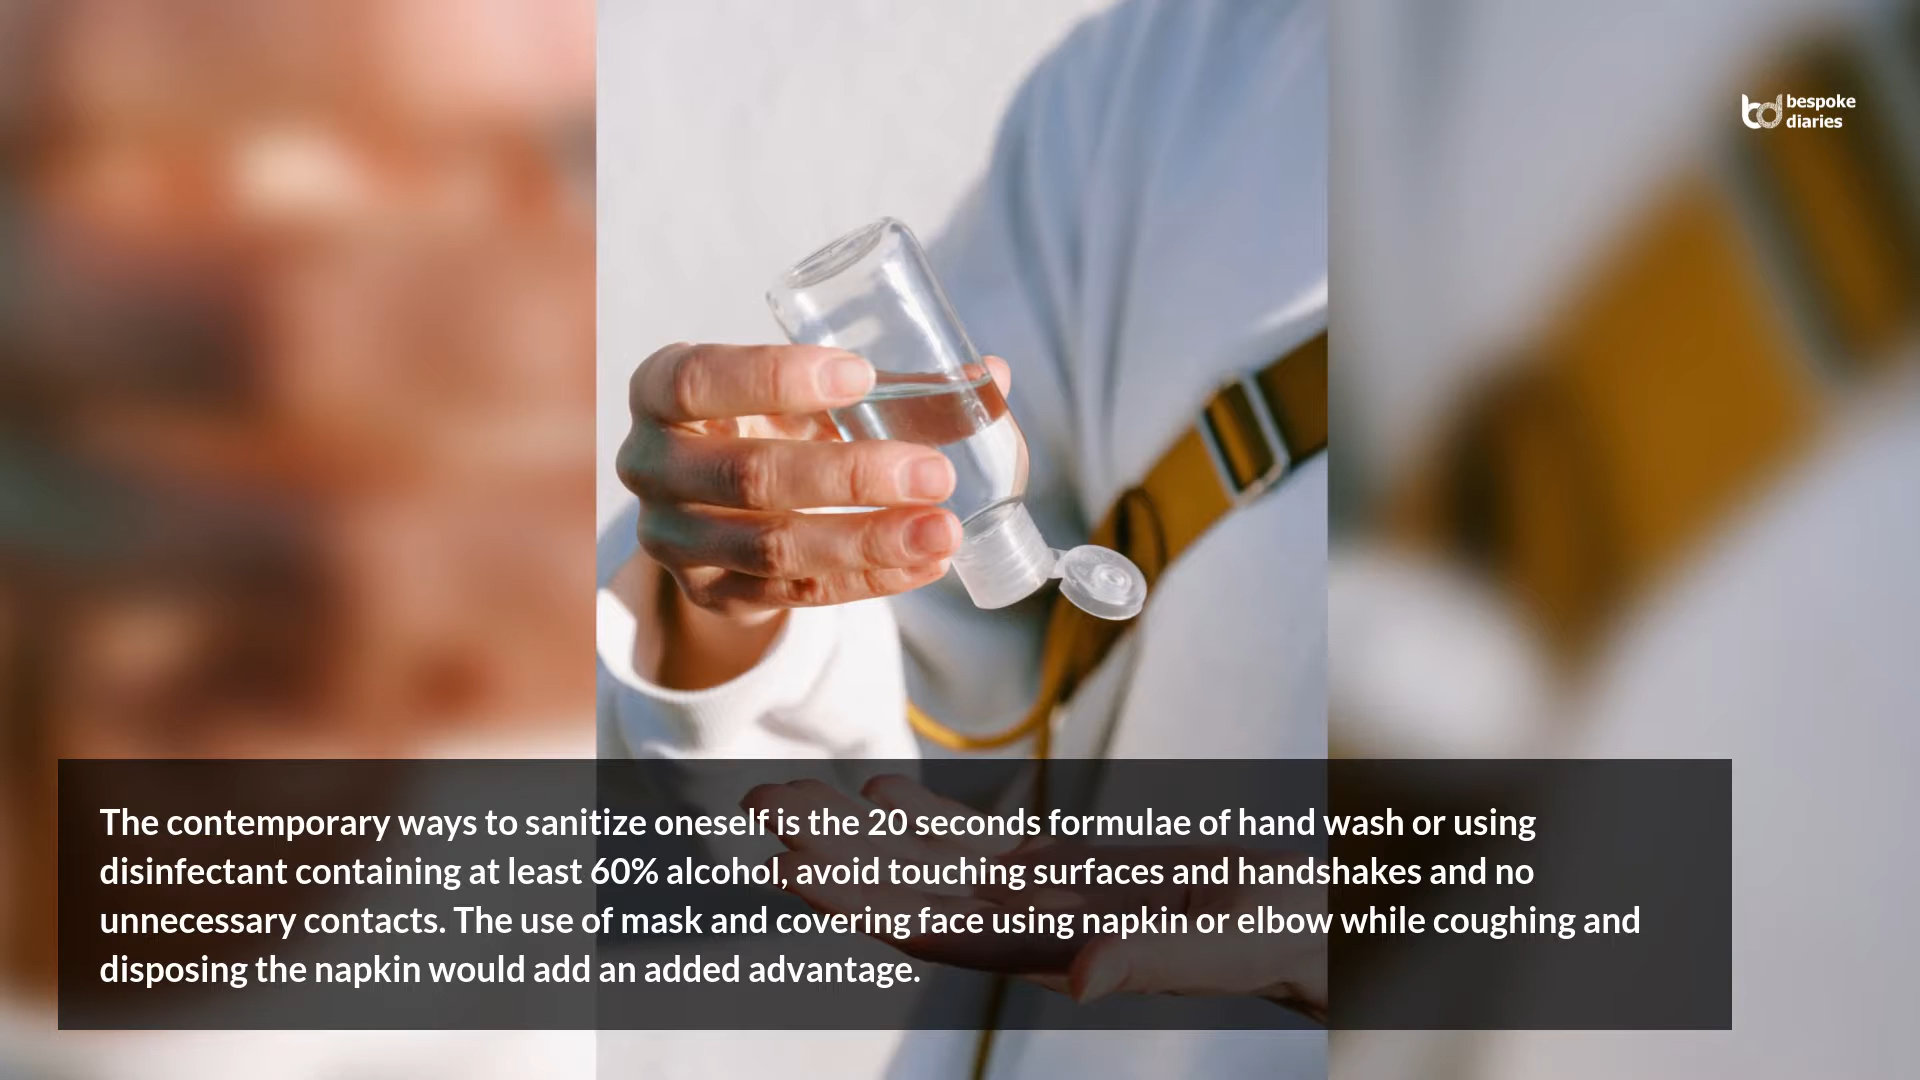 bespoke
diaries
The contemporary ways to sanitize oneself is the 20 seconds formulae of hand wash or using
disinfectant containing at least 60% alcohol, avoid touching surfaces and handshakes and no
unnecessary contacts. The use of mask and covering face using napkin or elbow while coughing and
disposing the napkin would add an added advantage.